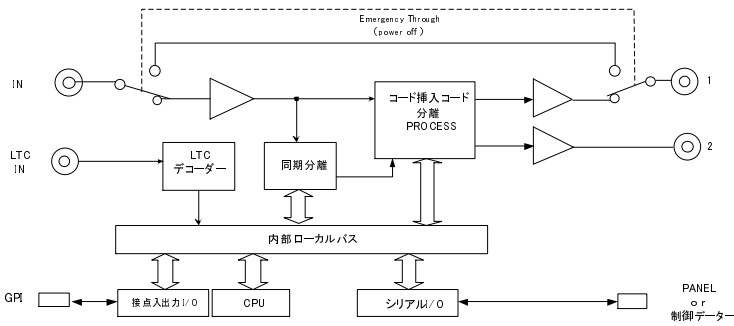 Emergency Through
(power off)
IN
1
コード挿入コード
分離
PROCESS
LTC
IN
LTC
デコーダー
同期分離
2
内部ローカルバス
GPI
接点入出力I/O
CPU
シリアルI/O
PANEL
or
制御データー